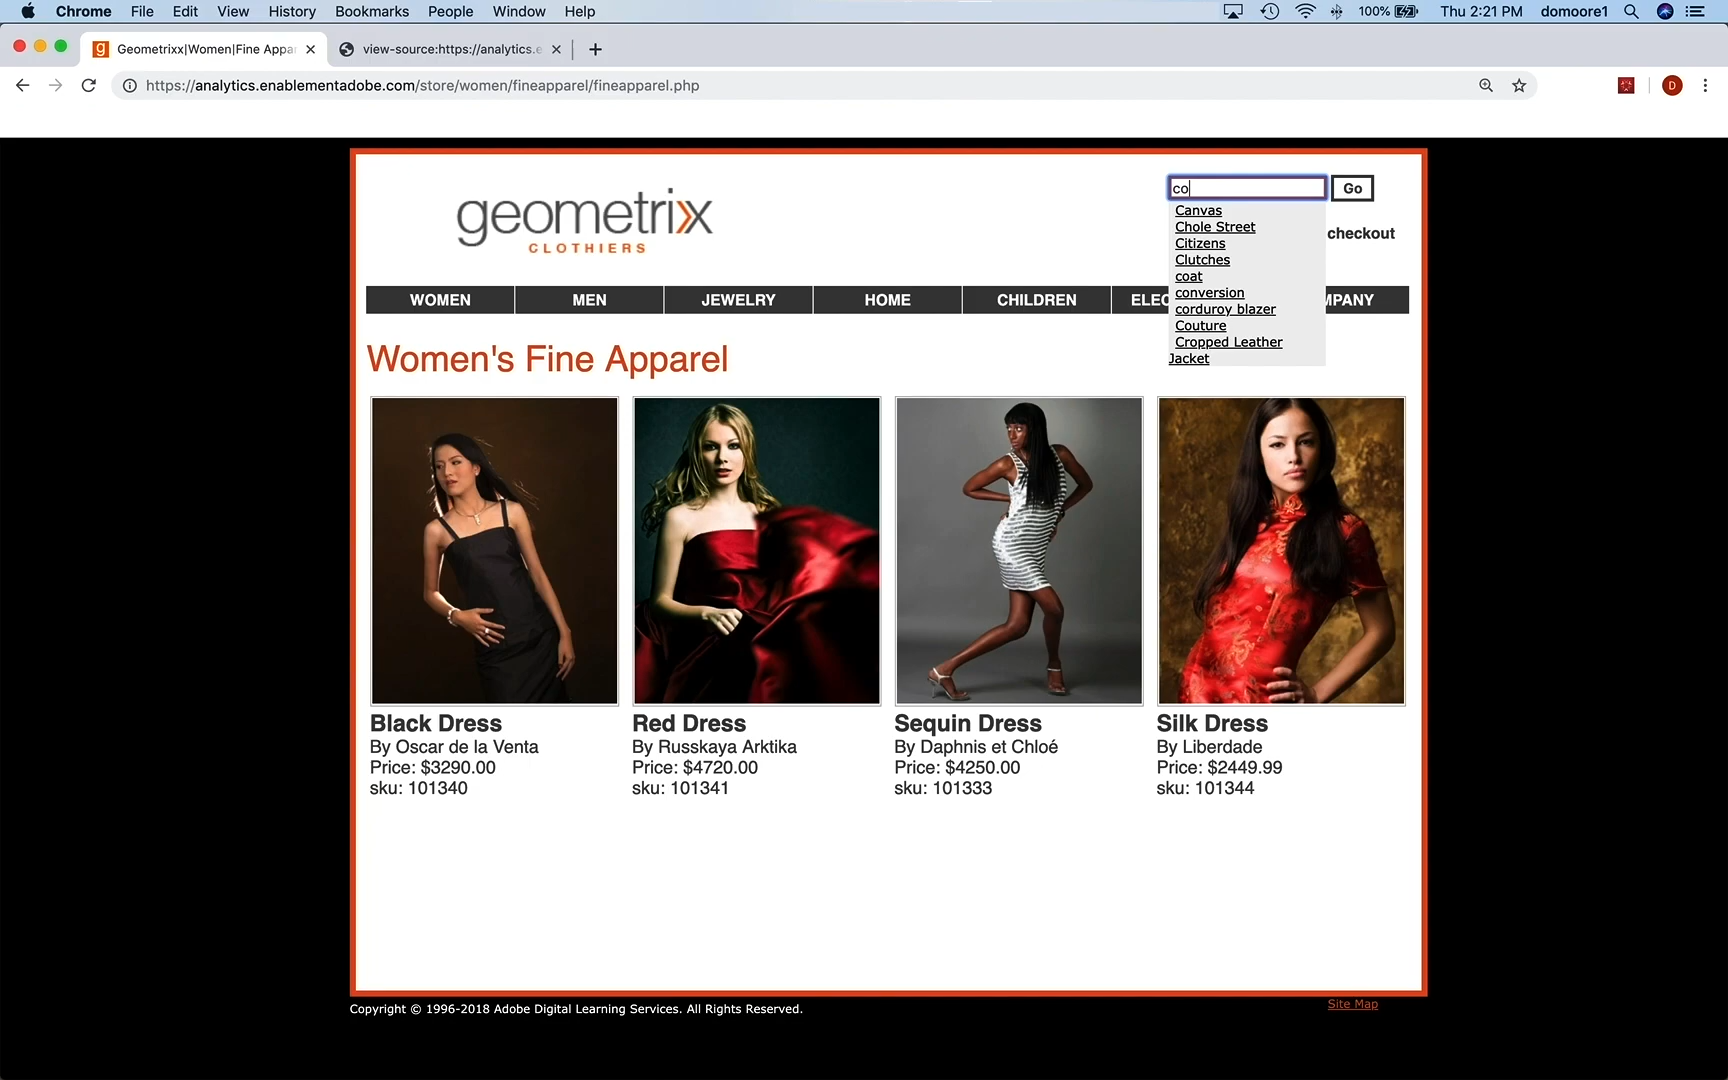 Chrome File Edit View History Bookmarks People Window Help 100% Thu 2:21 PM domoore1
Geometrixx|Women|Fine Appar view-source:https://analytics.e
https://analytics.enablementadobe.com/store/women/fineapparel/fineapparel.php D
co Go
geometrixx
CLOTHIERS
Canvas
Chole Street
Citizens
Clutches
coat
conversion
corduroy blazer
Couture
Cropped Leather
Jacket
checkout
WOMEN MEN JEWELRY HOME CHILDREN ELEC MPANY
Women's Fine Apparel
Black Dress
By Oscar de la Venta
Price: $3290.00
sku: 101340
Red Dress
By Russkaya Arktika
Price: $4720.00
sku: 101341
Sequin Dress
By Daphnis et Chloé
Price: $4250.00
sku: 101333
Silk Dress
By Liberdade
Price: $2449.99
sku: 101344
Copyright © 1996-2018 Adobe Digital Learning Services. All Rights Reserved.
Site Map